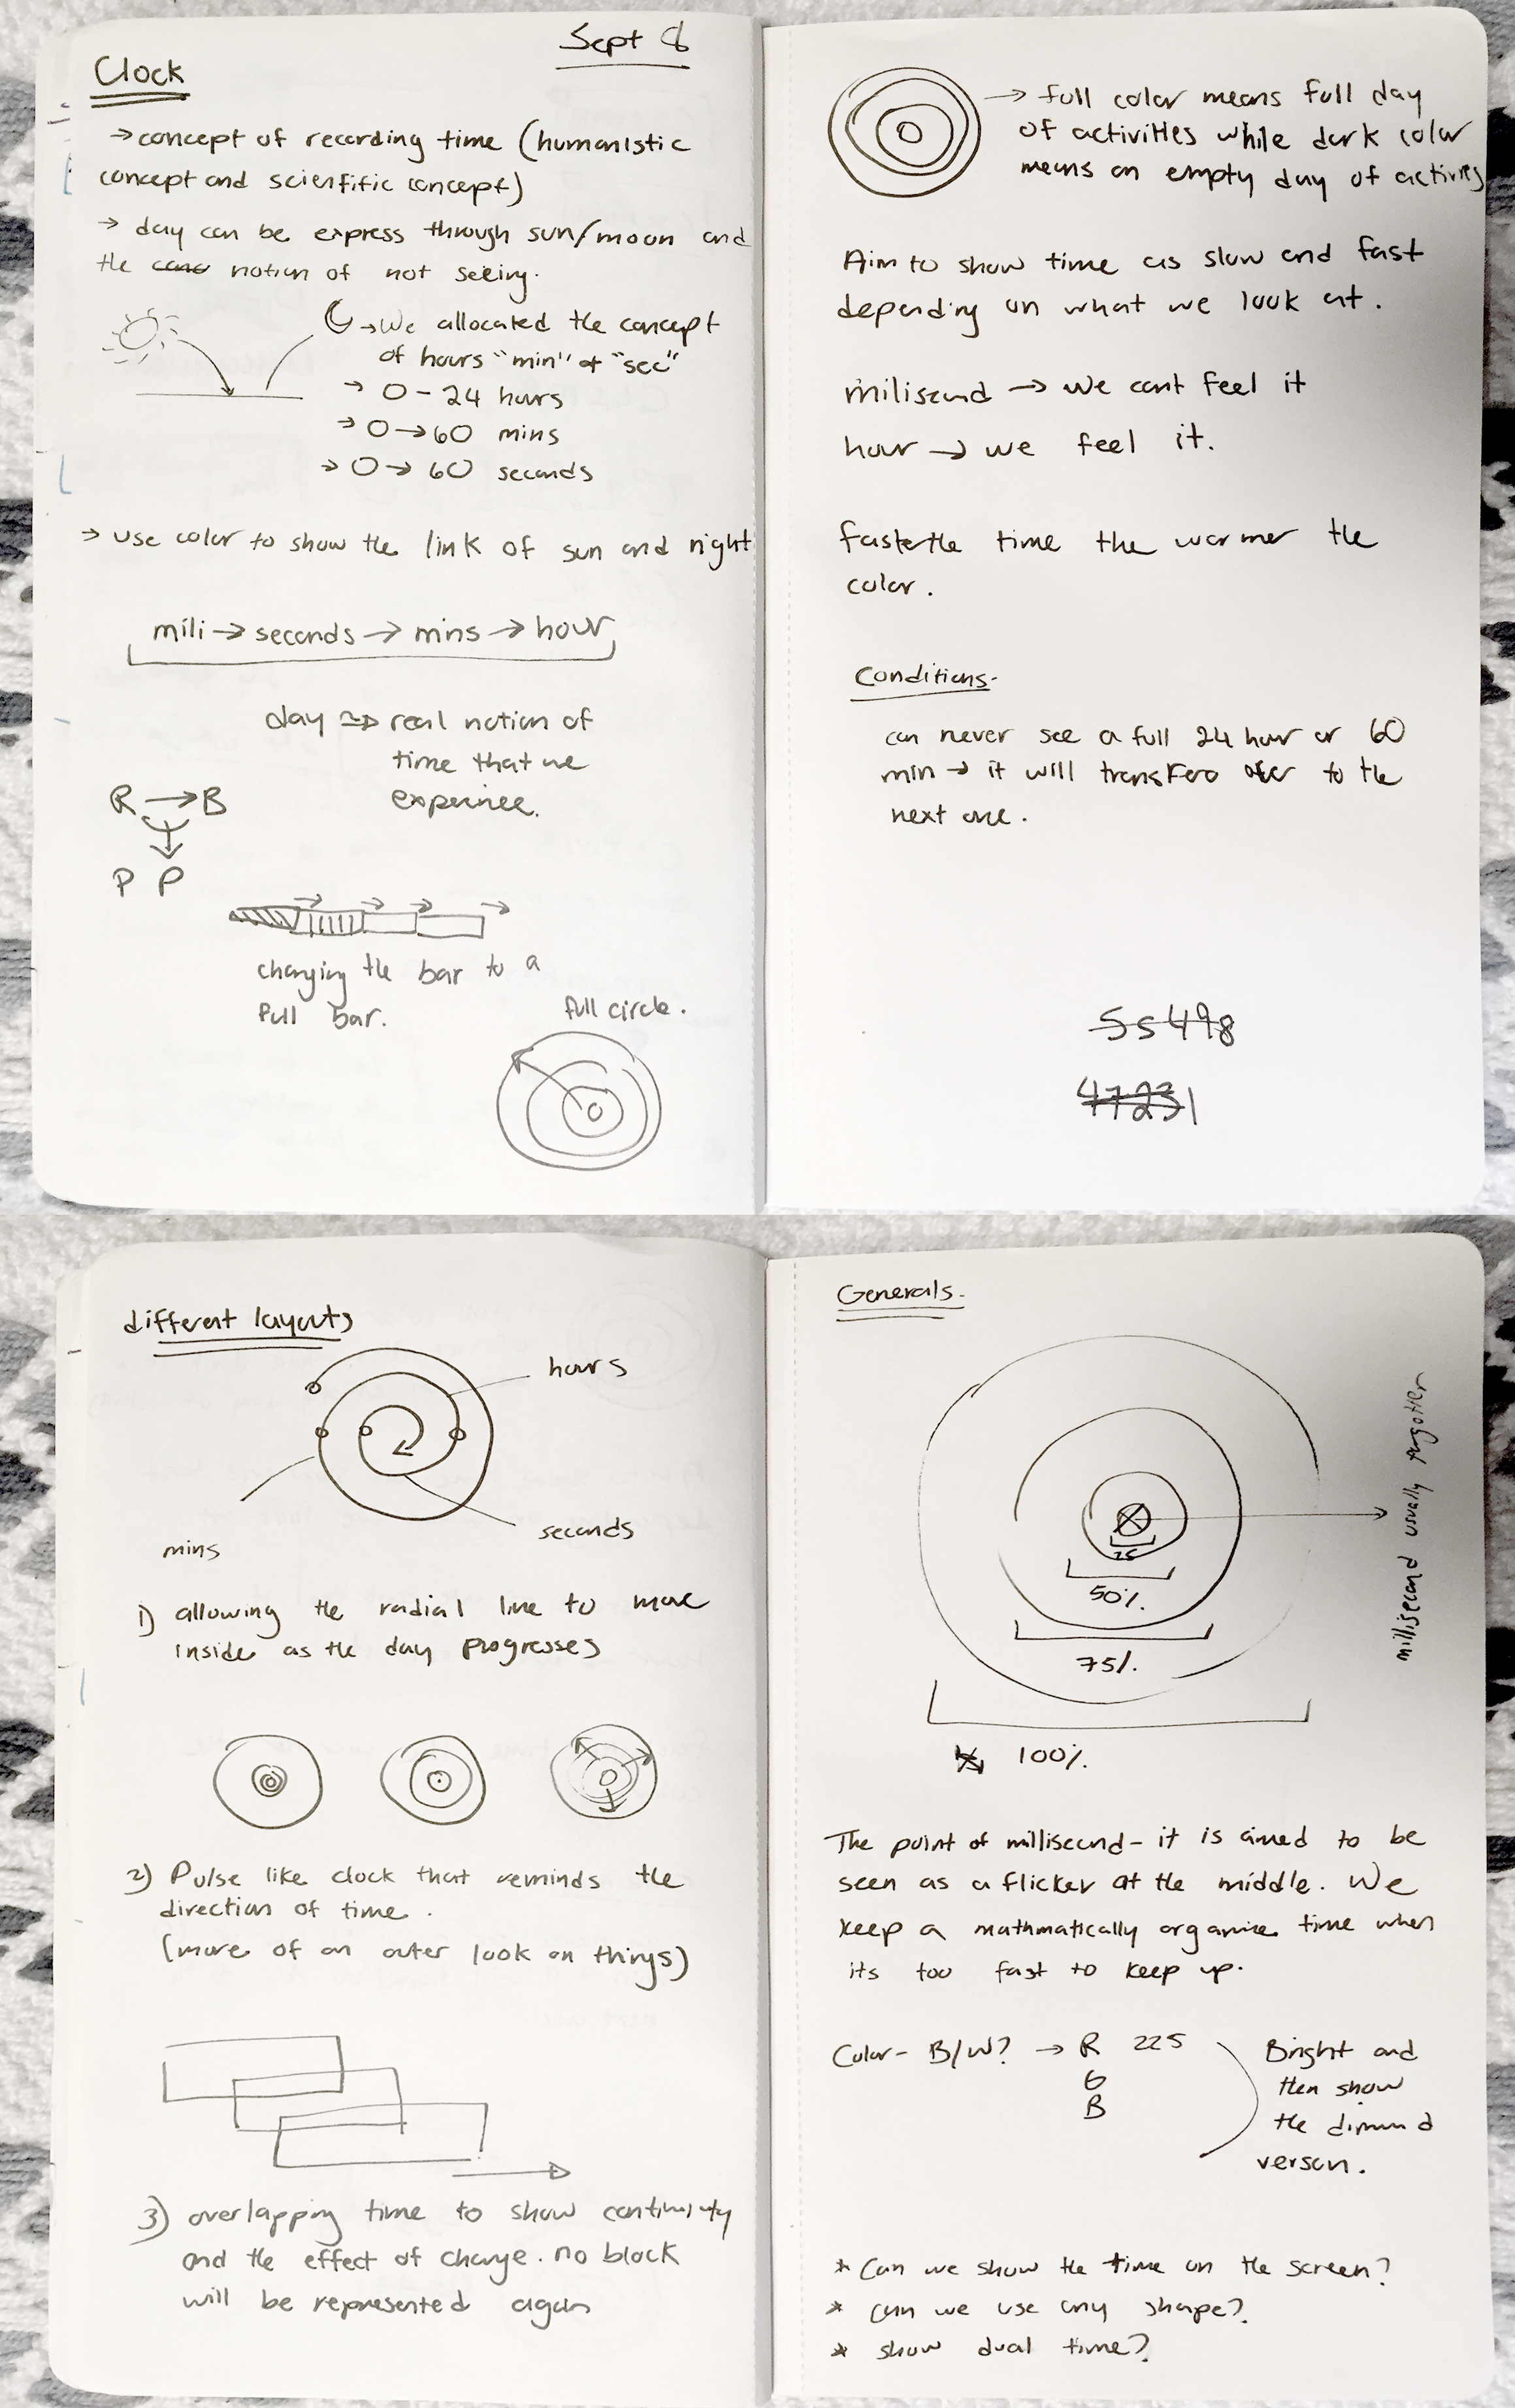 Sept 8
Clock
→ concept of recording time (humanistic
concept and scientific concept)
→ day can be express through sun/moon and
the notion of not seeing.
→ We allocated the concept
of hours "min" & "sec"
→ 0 - 24 hours
→ 0 → 60 mins
→ 0 → 60 seconds
→ use color to show the link of sun and night
mili → seconds → mins → hour
day => real notion of
time that we
experince.
R → B
P P
changing the bar to a
full bar.
full circle.
→ full color means full day
of activities while dark color
means an empty day of activity
Aim to show time as slow and fast
depending on what we look at.
milisecond → we cant feel it
hour → we feel it.
faster the time the warmer the
color.
Conditions-
can never see a full 24 hour or 60
min → it will transfero ofer to the
next one.
55498
47231
different layouts
hours
seconds
mins
1) allowing the radial line to move
inside as the day progresses
2) Pulse like clock that reminds the
direction of time.
(more of an outer look on things)
3) overlapping time to show continuity
and the effect of change. no block
will be represented again
Generals.
millisecond usually forgotten
25
50%.
75%.
100%.
The point of millisecond - it is aimed to be
seen as a flicker at the middle. We
keep a mathmatically organize time when
its too fast to keep up.
Color - B/W? → R 225
G
B
Bright and
then show
the dimmed
verson.
* Can we show the time on the screen?
* can we use any shape?
* show dual time?